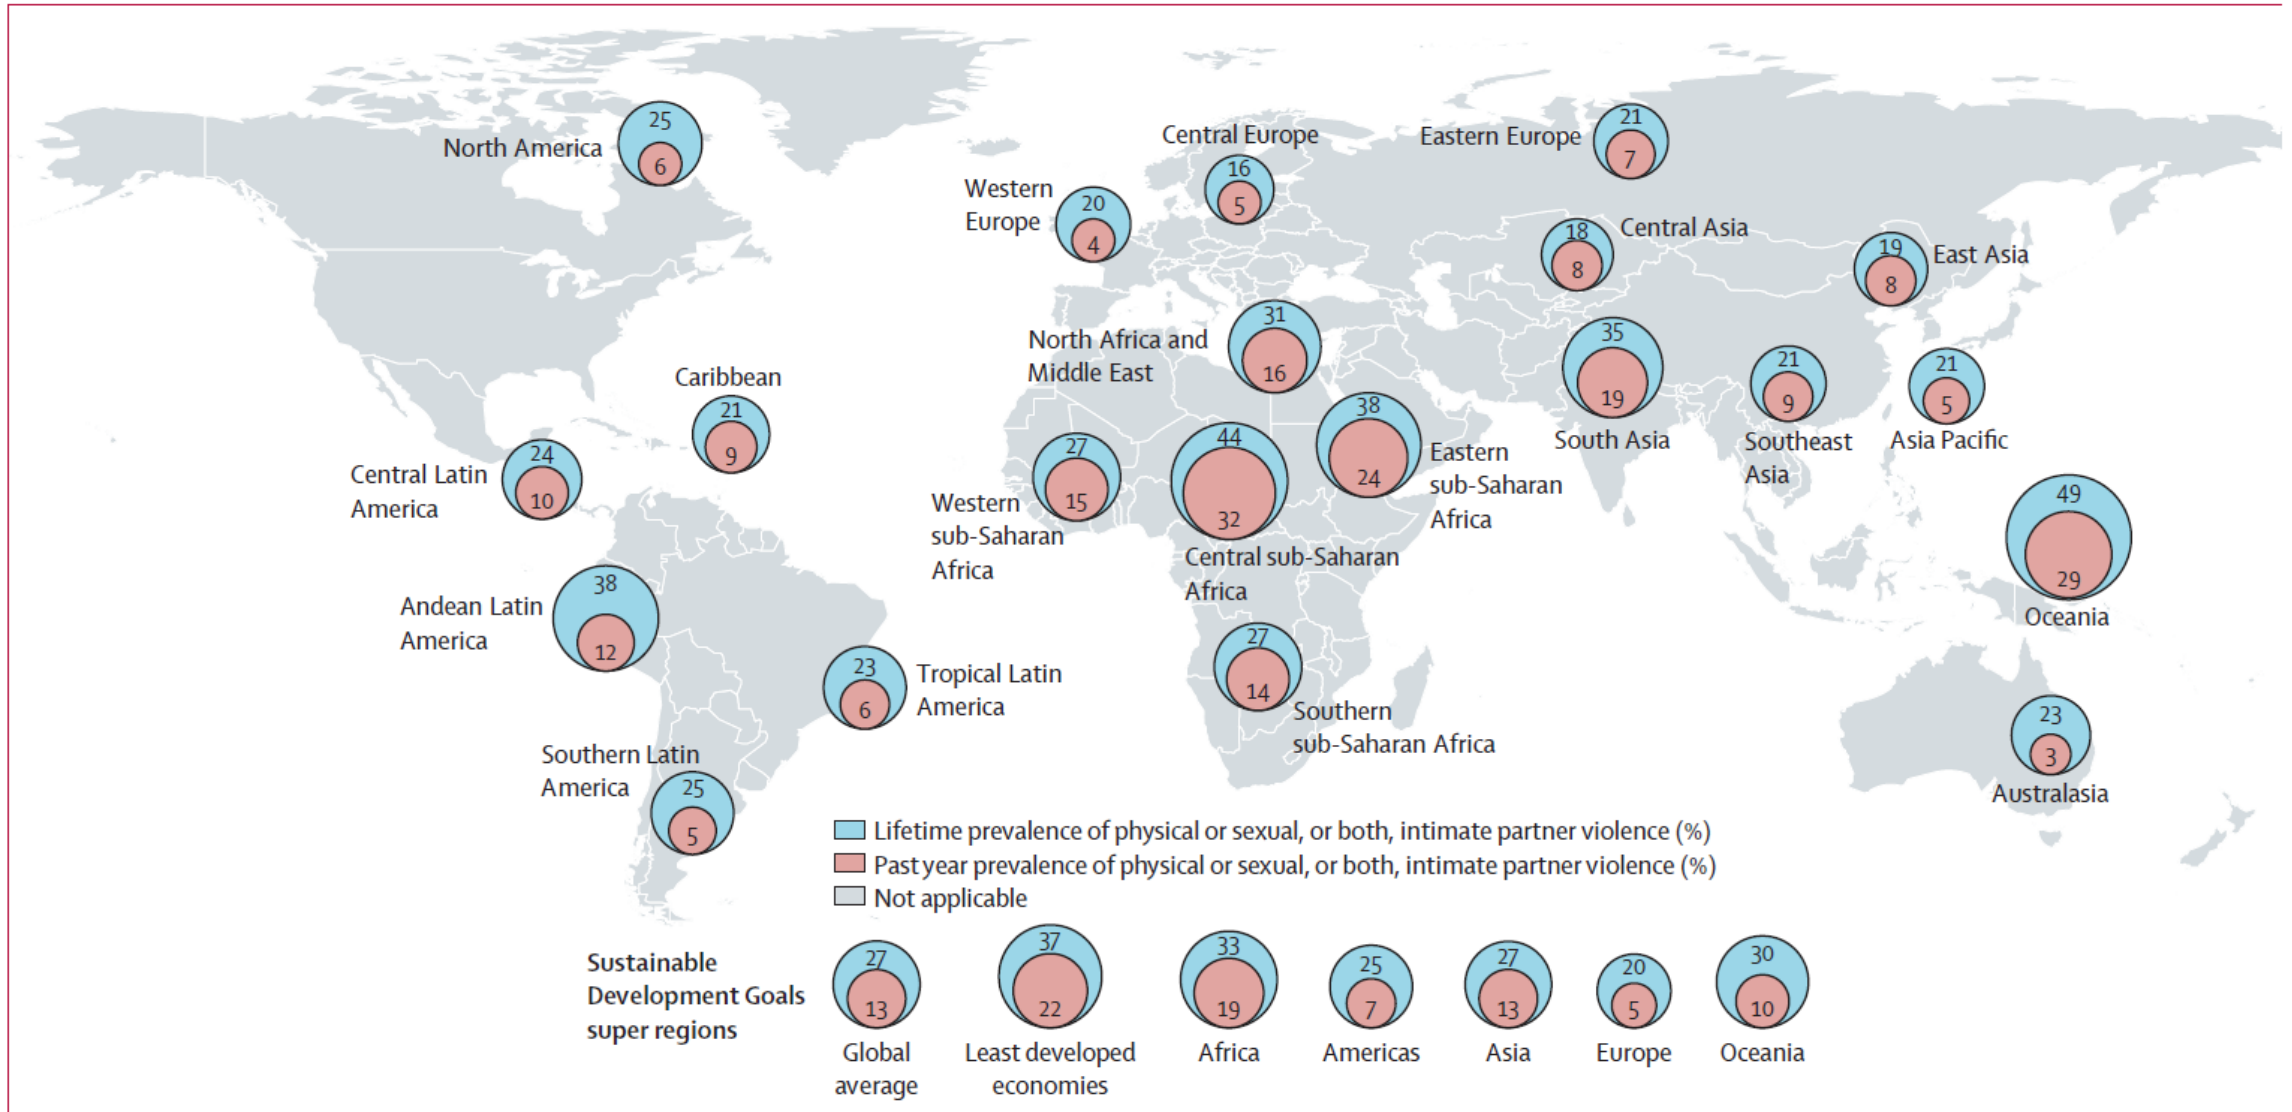 North America
25
6
Central Europe
16
5
Eastern Europe
21
7
Western
Europe
20
4
18
8
Central Asia
19
8
East Asia
North Africa and
Middle East
31
16
35
19
South Asia
21
9
Southeast
Asia
21
5
Asia Pacific
Caribbean
21
9
Central Latin
America
24
10
27
15
Western
sub-Saharan
Africa
44
32
Central sub-Saharan
Africa
38
24
Eastern
sub-Saharan
Africa
49
29
Oceania
Andean Latin
America
38
12
23
6
Tropical Latin
America
27
14
Southern
sub-Saharan Africa
23
3
Australasia
Southern Latin
America
25
5
Lifetime prevalence of physical or sexual, or both, intimate partner violence (%)
Past year prevalence of physical or sexual, or both, intimate partner violence (%)
Not applicable
Sustainable
Development Goals
super regions
27
13
Global
average
37
22
Least developed
economies
33
19
Africa
25
7
Americas
27
13
Asia
20
5
Europe
30
10
Oceania